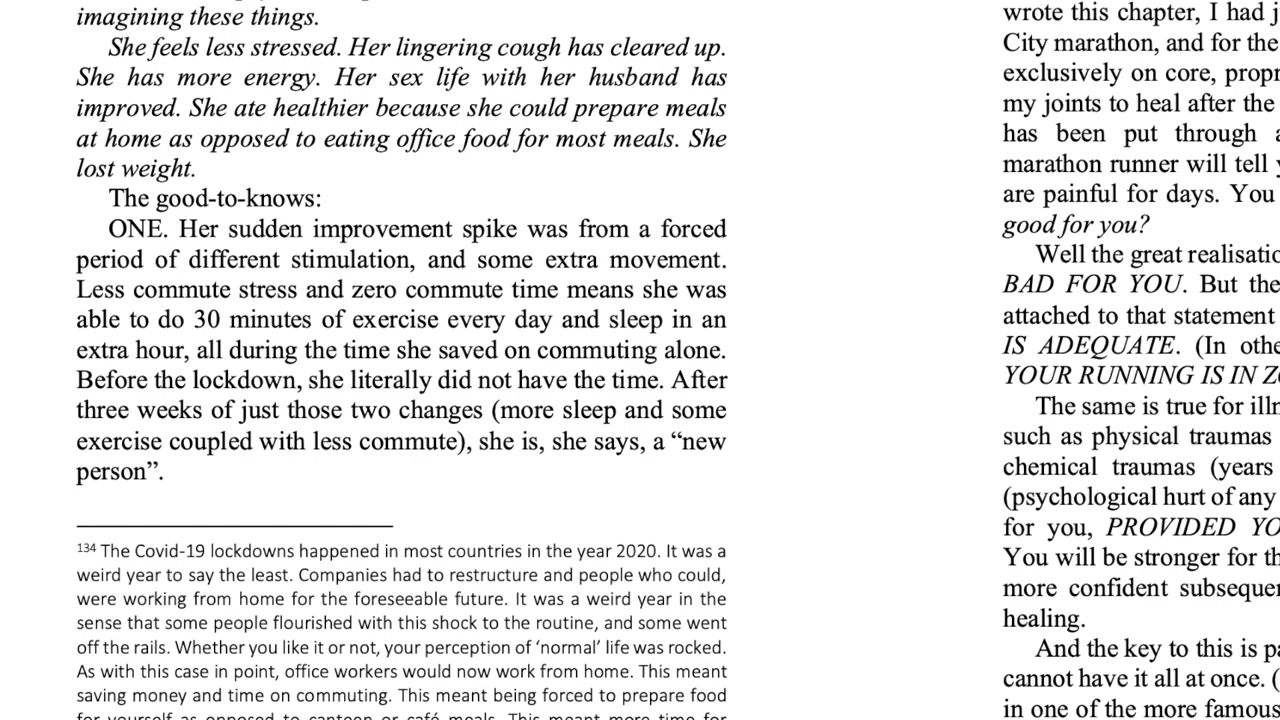 imagining these things.
She feels less stressed. Her lingering cough has cleared up.
She has more energy. Her sex life with her husband has
improved. She ate healthier because she could prepare meals
at home as opposed to eating office food for most meals. She
lost weight.
The good-to-knows:
ONE. Her sudden improvement spike was from a forced
period of different stimulation, and some extra movement.
Less commute stress and zero commute time means she was
able to do 30 minutes of exercise every day and sleep in an
extra hour, all during the time she saved on commuting alone.
Before the lockdown, she literally did not have the time. After
three weeks of just those two changes (more sleep and some
exercise coupled with less commute), she is, she says, a “new
person”.
134 The Covid-19 lockdowns happened in most countries in the year 2020. It was a
weird year to say the least. Companies had to restructure and people who could,
were working from home for the foreseeable future. It was a weird year in the
sense that some people flourished with this shock to the routine, and some went
off the rails. Whether you like it or not, your perception of ‘normal’ life was rocked.
As with this case in point, office workers would now work from home. This meant
saving money and time on commuting. This meant being forced to prepare food
for yourself as opposed to canteen or café meals. This meant more time for
wrote this chapter, I had
City marathon, and for the
exclusively on core,
my joints to heal after the
has been put through
marathon runner will tell
are painful for days. You
good for you?
Well the great
BAD FOR YOU. But the
attached to that statement
IS ADEQUATE. (In
YOUR RUNNING IS IN
The same is true for
such as physical traumas
chemical traumas (years
(psychological hurt of any
for you, PROVIDED
You will be stronger for
more confident
healing.
And the key to this is
cannot have it all at once. (
in one of the more famous